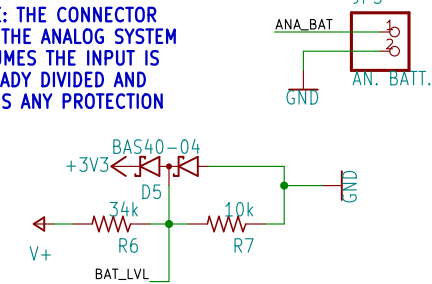 : THE CONNECTOR
THE ANALOG SYSTEM
UMES THE INPUT IS
ADY DIVIDED AND
S ANY PROTECTION
ANA_BAT
1
2
GND
AN. BATT.
BAS40-04
+3V3
D5
GND
34k
10k
R6
R7
V+
BAT_LVL